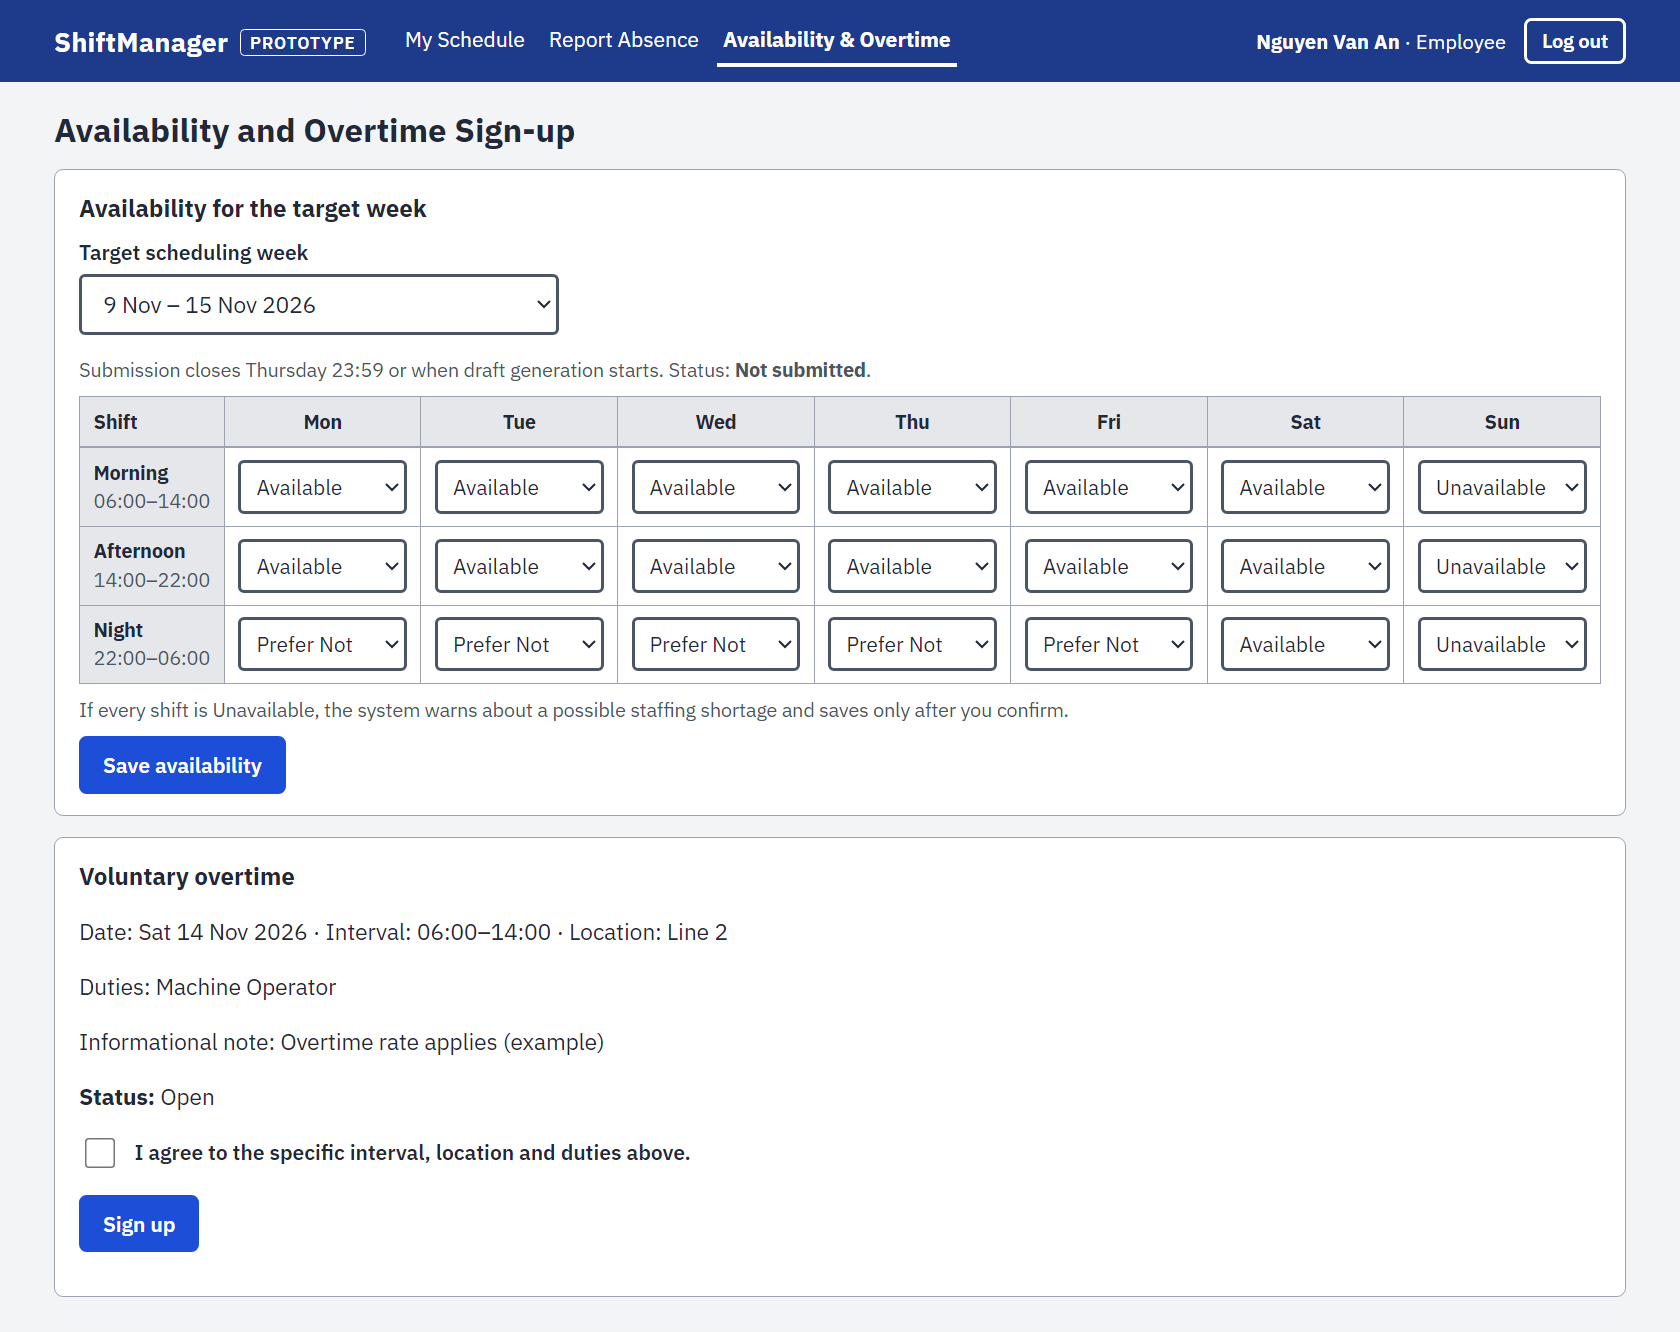 ShiftManager PROTOTYPE My Schedule Report Absence Availability & Overtime Nguyen Van An · Employee Log out
Availability and Overtime Sign-up
Availability for the target week
Target scheduling week
9 Nov – 15 Nov 2026
Submission closes Thursday 23:59 or when draft generation starts. Status: Not submitted.
Shift Mon Tue Wed Thu Fri Sat Sun
Morning
06:00–14:00
Available Available Available Available Available Available Unavailable
Afternoon
14:00–22:00
Available Available Available Available Available Available Unavailable
Night
22:00–06:00
Prefer Not Prefer Not Prefer Not Prefer Not Prefer Not Available Unavailable
If every shift is Unavailable, the system warns about a possible staffing shortage and saves only after you confirm.
Save availability
Voluntary overtime
Date: Sat 14 Nov 2026 · Interval: 06:00–14:00 · Location: Line 2
Duties: Machine Operator
Informational note: Overtime rate applies (example)
Status: Open
I agree to the specific interval, location and duties above.
Sign up